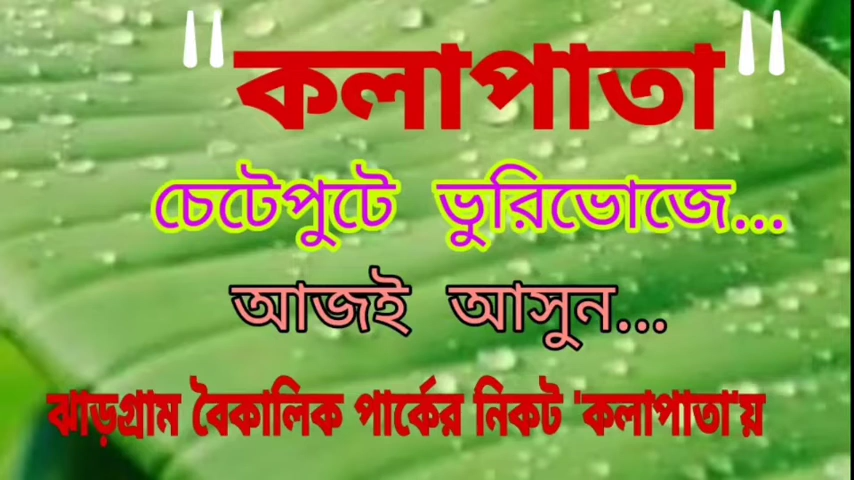 "কলাপাতা"
চেটেপুটে ভুরিভোজে...
আজই আসুন...
ঝাড়গ্রাম বৈকালিক পার্কের নিকট 'কলাপাতা'য়